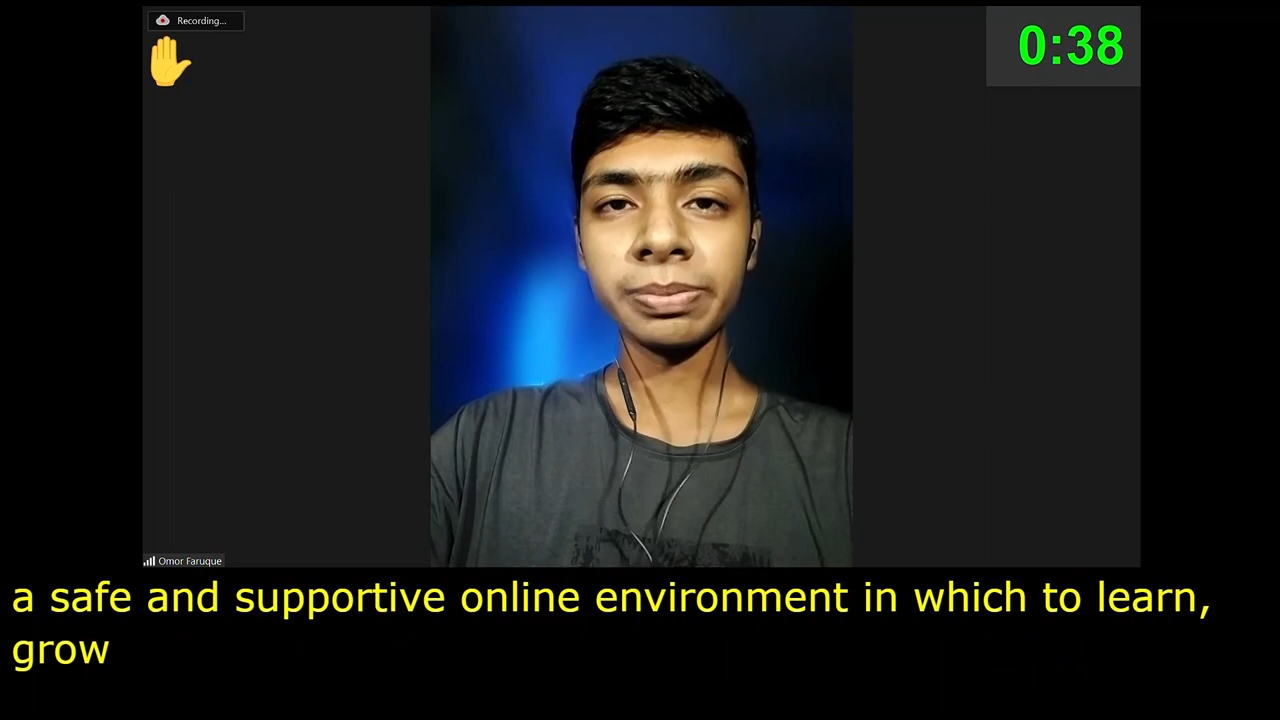 Recording...
0:38
Omor Faruque
a safe and supportive online environment in which to learn,
grow